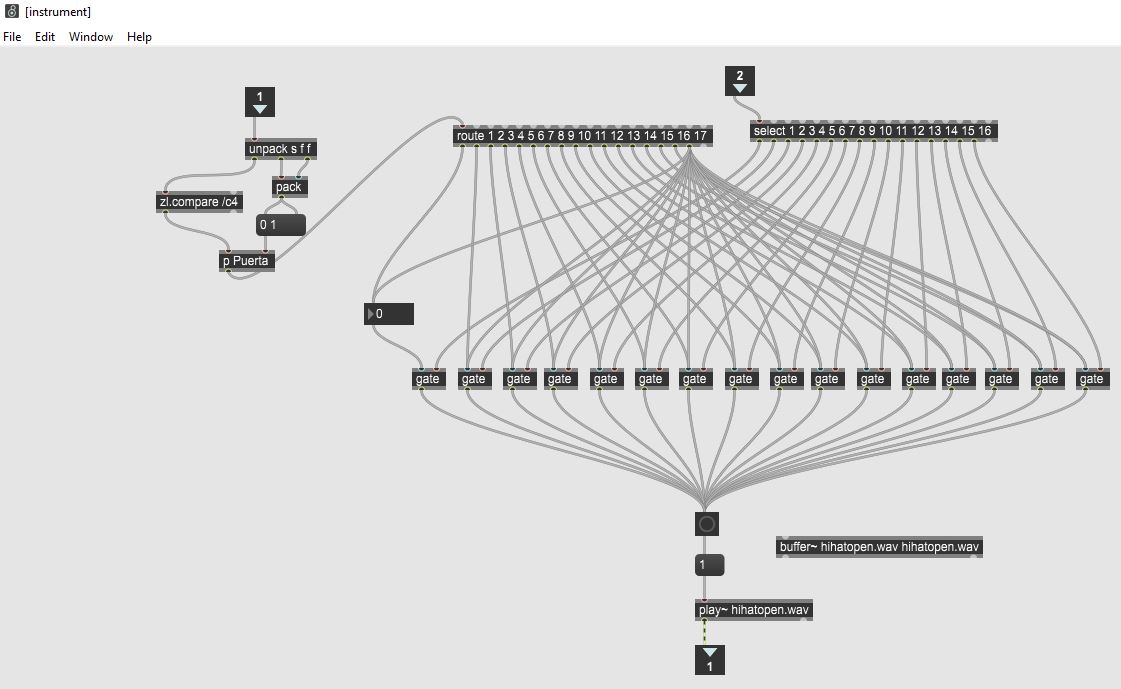 [instrument]
File Edit Window Help
2
1
select 1 2 3 4 5 6 7 8 9 10 11 12 13 14 15 16
route 1 2 3 4 5 6 7 8 9 10 11 12 13 14 15 16 17
unpack s f f
pack
zl.compare /c4
0 1
p Puerta
0
gate gate gate gate gate gate gate gate gate gate gate gate gate gate gate gate
buffer~ hihatopen.wav hihatopen.wav
1
play~ hihatopen.wav
1